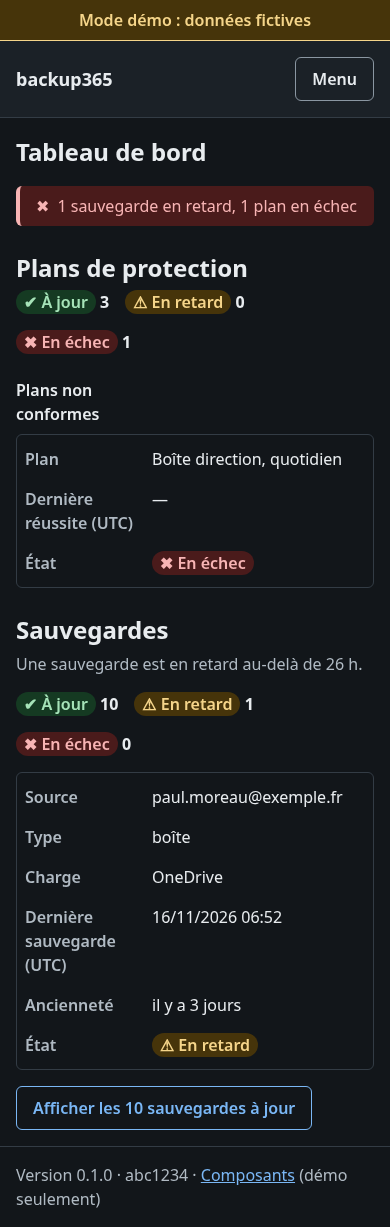 Mode démo : données fictives
backup365
Menu
Tableau de bord
✖ 1 sauvegarde en retard, 1 plan en échec
Plans de protection
✔ À jour 3 ⚠ En retard 0
✖ En échec 1
Plans non
conformes
Plan Boîte direction, quotidien
Dernière —
réussite (UTC)
État ✖ En échec
Sauvegardes
Une sauvegarde est en retard au-delà de 26 h.
✔ À jour 10 ⚠ En retard 1
✖ En échec 0
Source paul.moreau@exemple.fr
Type boîte
Charge OneDrive
Dernière 16/11/2026 06:52
sauvegarde
(UTC)
Ancienneté il y a 3 jours
État ⚠ En retard
Afficher les 10 sauvegardes à jour
Version 0.1.0 · abc1234 · Composants (démo
seulement)